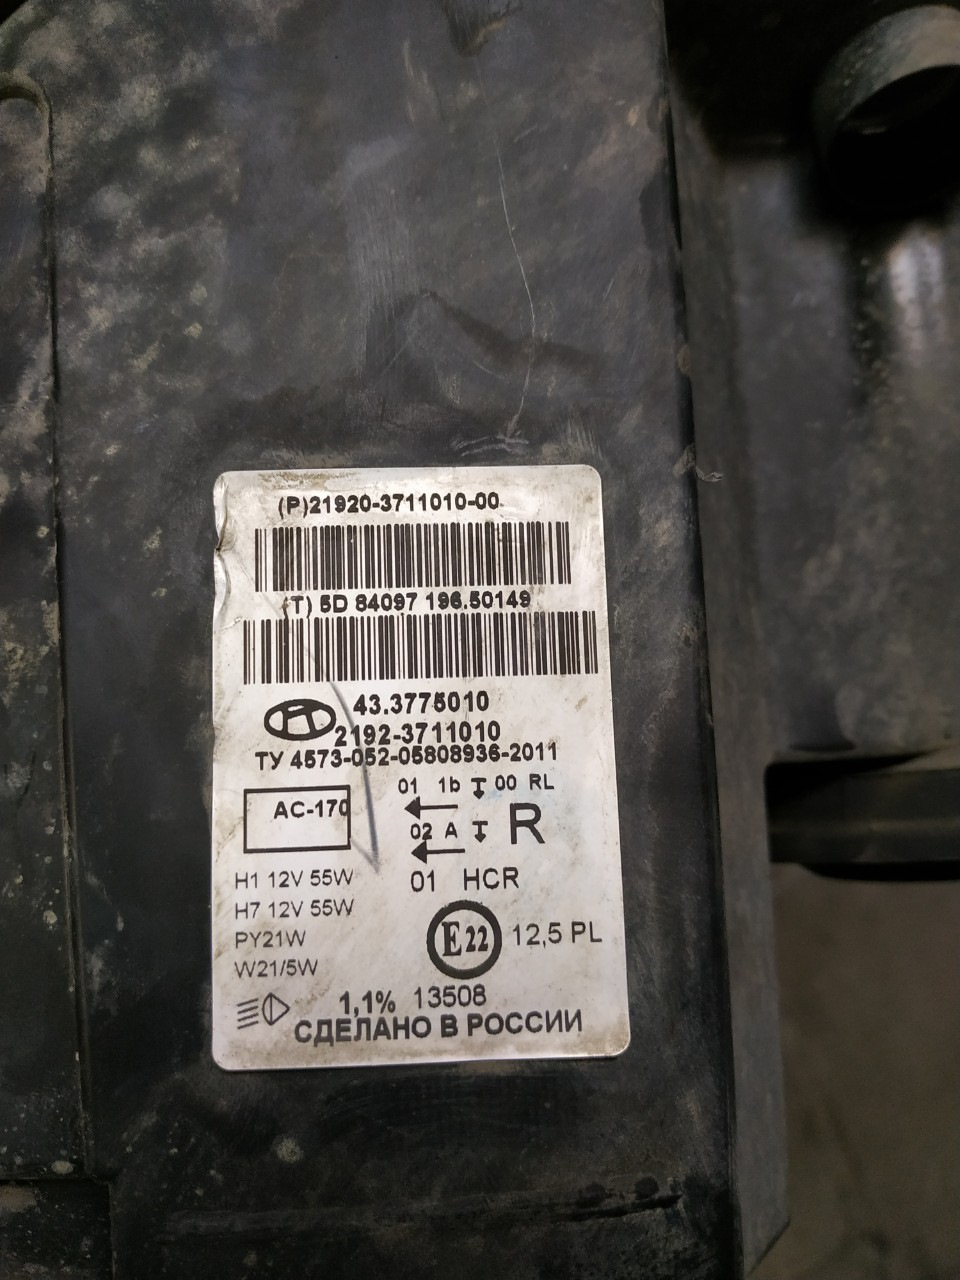 (P)21920-3711010-00
(T) 5D 84097 196.50149
43.3775010
2192-3711010
ТУ 4573-052-05808936-2011
01 1b 00 RL
AC-170
02 A R
H1 12V 55W
01 HCR
H7 12V 55W
PY21W
E22 12,5 PL
W21/5W
1,1% 13508
СДЕЛАНО В РОССИИ